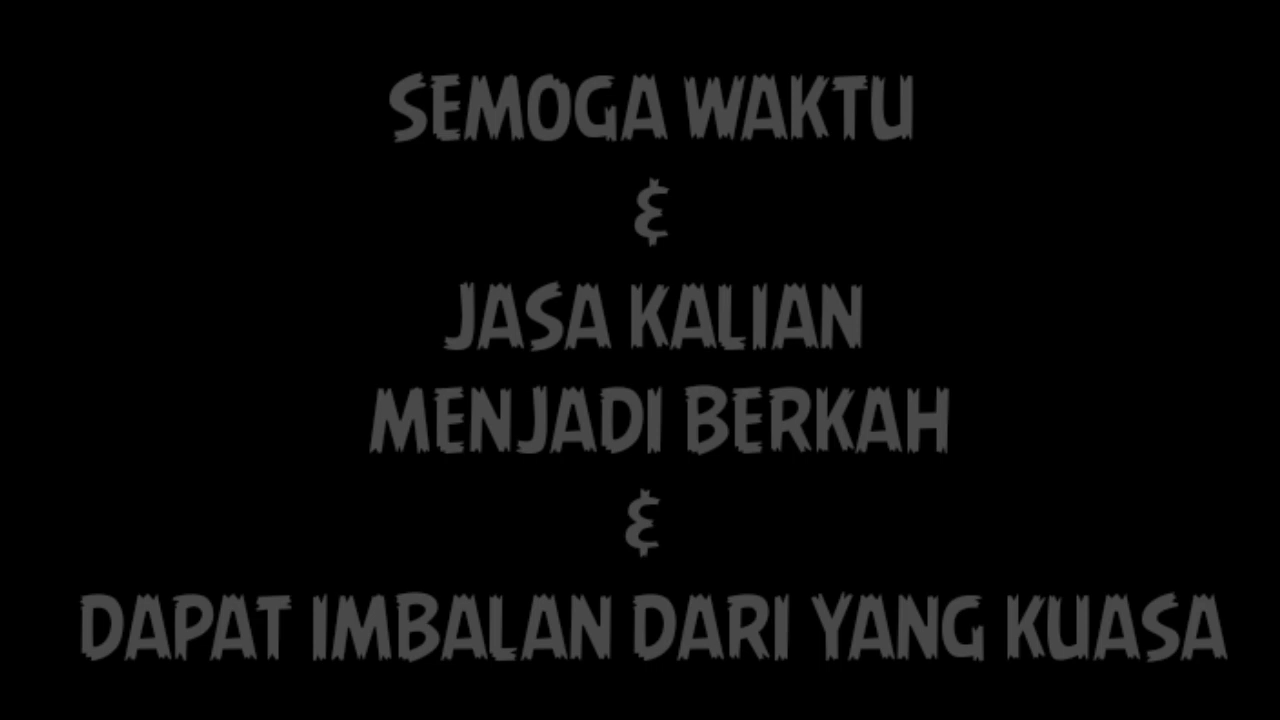 SEMOGA WAKTU
&
JASA KALIAN
MENJADI BERKAH
&
DAPAT IMBALAN DARI YANG KUASA